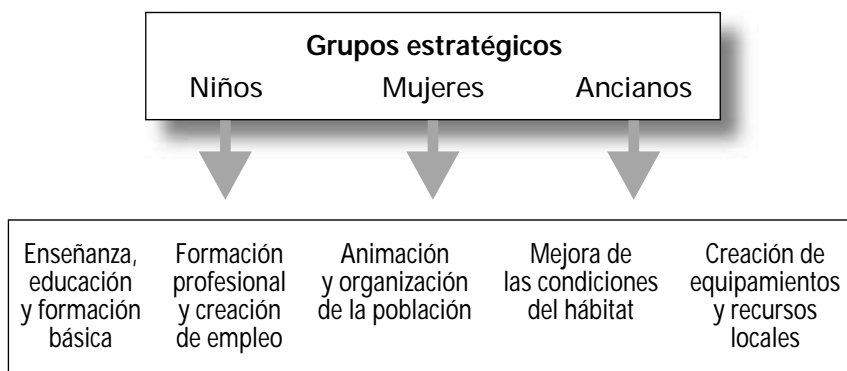 Grupos estratégicos
Niños Mujeres Ancianos
Enseñanza,
educación
y formación
básica
Formación
profesional
y creación
de empleo
Animación
y organización
de la población
Mejora de
las condiciones
del hábitat
Creación de
equipamientos
y recursos
locales